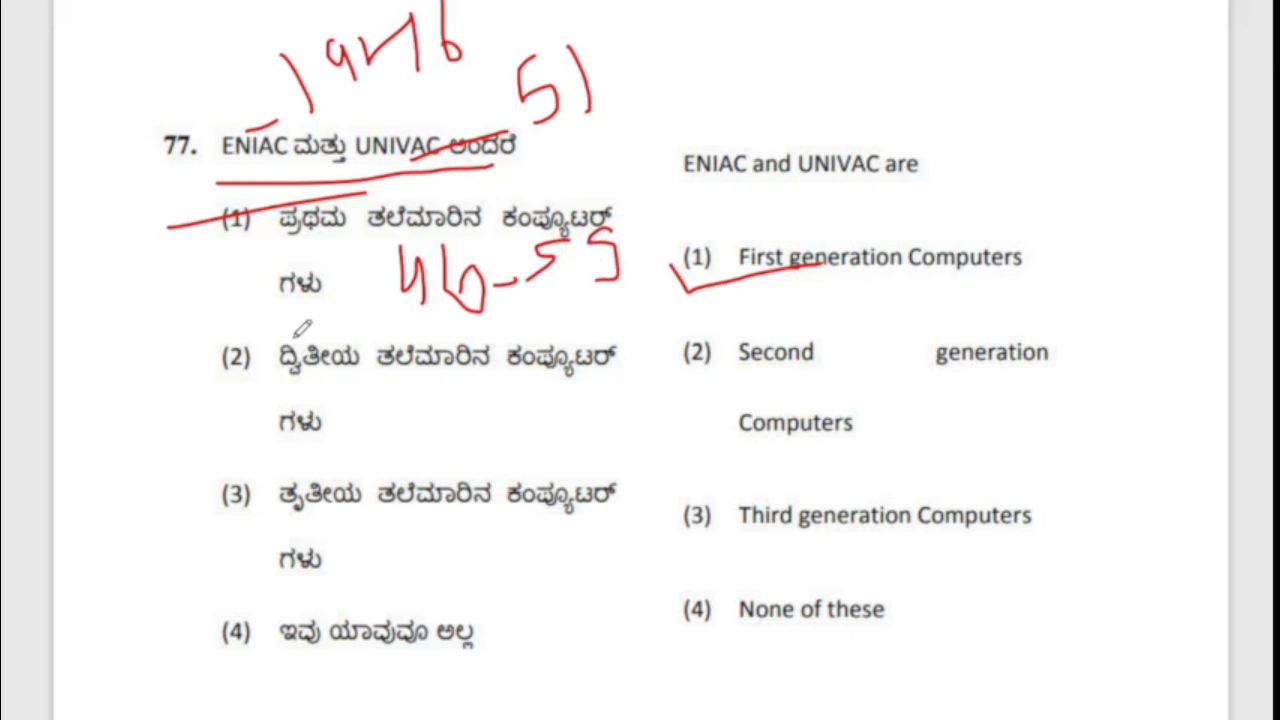 1946
51
77. ENIAC ಮತ್ತು UNIVAC ಅಂದರೆ
(1) ಪ್ರಥಮ ತಲೆಮಾರಿನ ಕಂಪ್ಯೂಟರ್
46-55
ಗಳು
(2) ದ್ವಿತೀಯ ತಲೆಮಾರಿನ ಕಂಪ್ಯೂಟರ್
ಗಳು
(3) ತೃತೀಯ ತಲೆಮಾರಿನ ಕಂಪ್ಯೂಟರ್
ಗಳು
(4) ಇವು ಯಾವುವೂ ಅಲ್ಲ
ENIAC and UNIVAC are
(1) First generation Computers
(2) Second generation
Computers
(3) Third generation Computers
(4) None of these